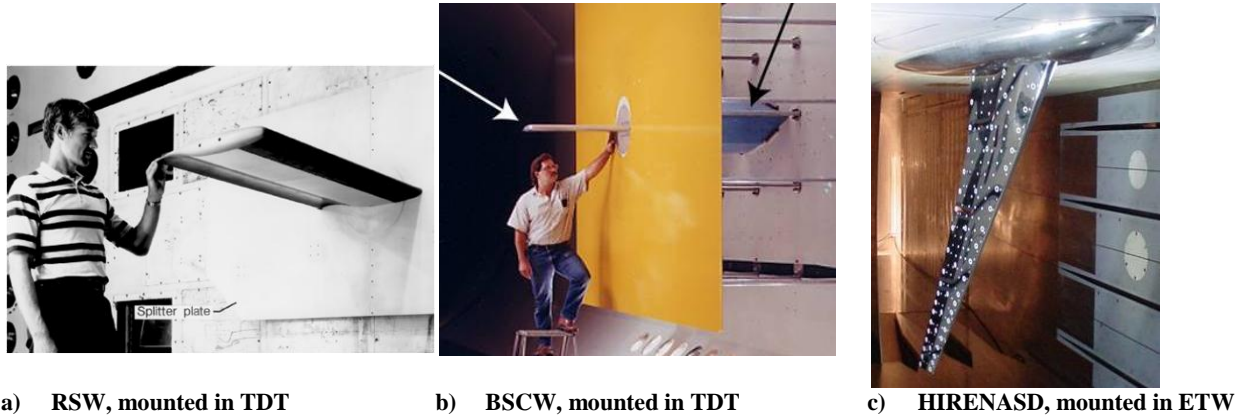 Splitter plate
a) RSW, mounted in TDT
b) BSCW, mounted in TDT
c) HIRENASD, mounted in ETW